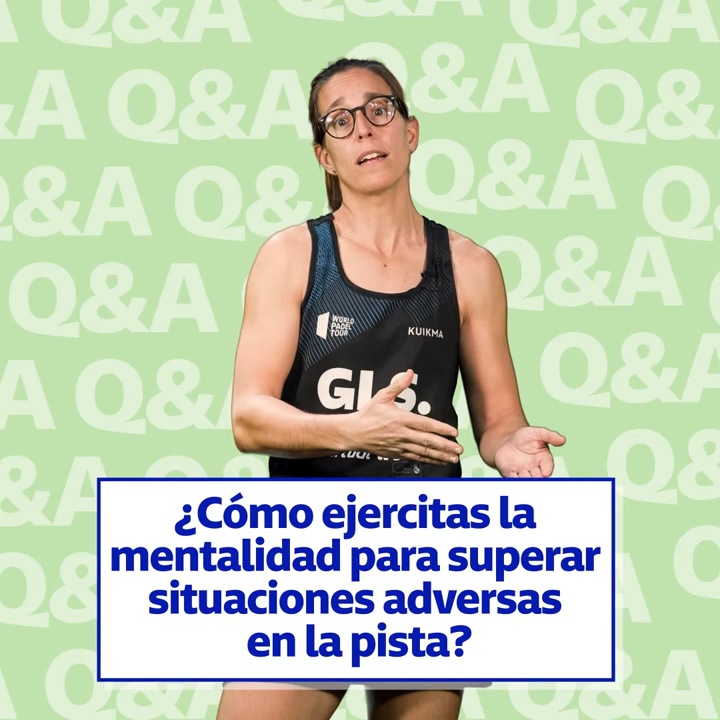 Q&A Q&A
Q&A Q&A Q&A
Q&A Q&A Q&A
Q&A Q&A
WORLD
PADEL
TOUR
KUIKMA
GLS.
¿Cómo ejercitas la
mentalidad para superar
situaciones adversas
en la pista?